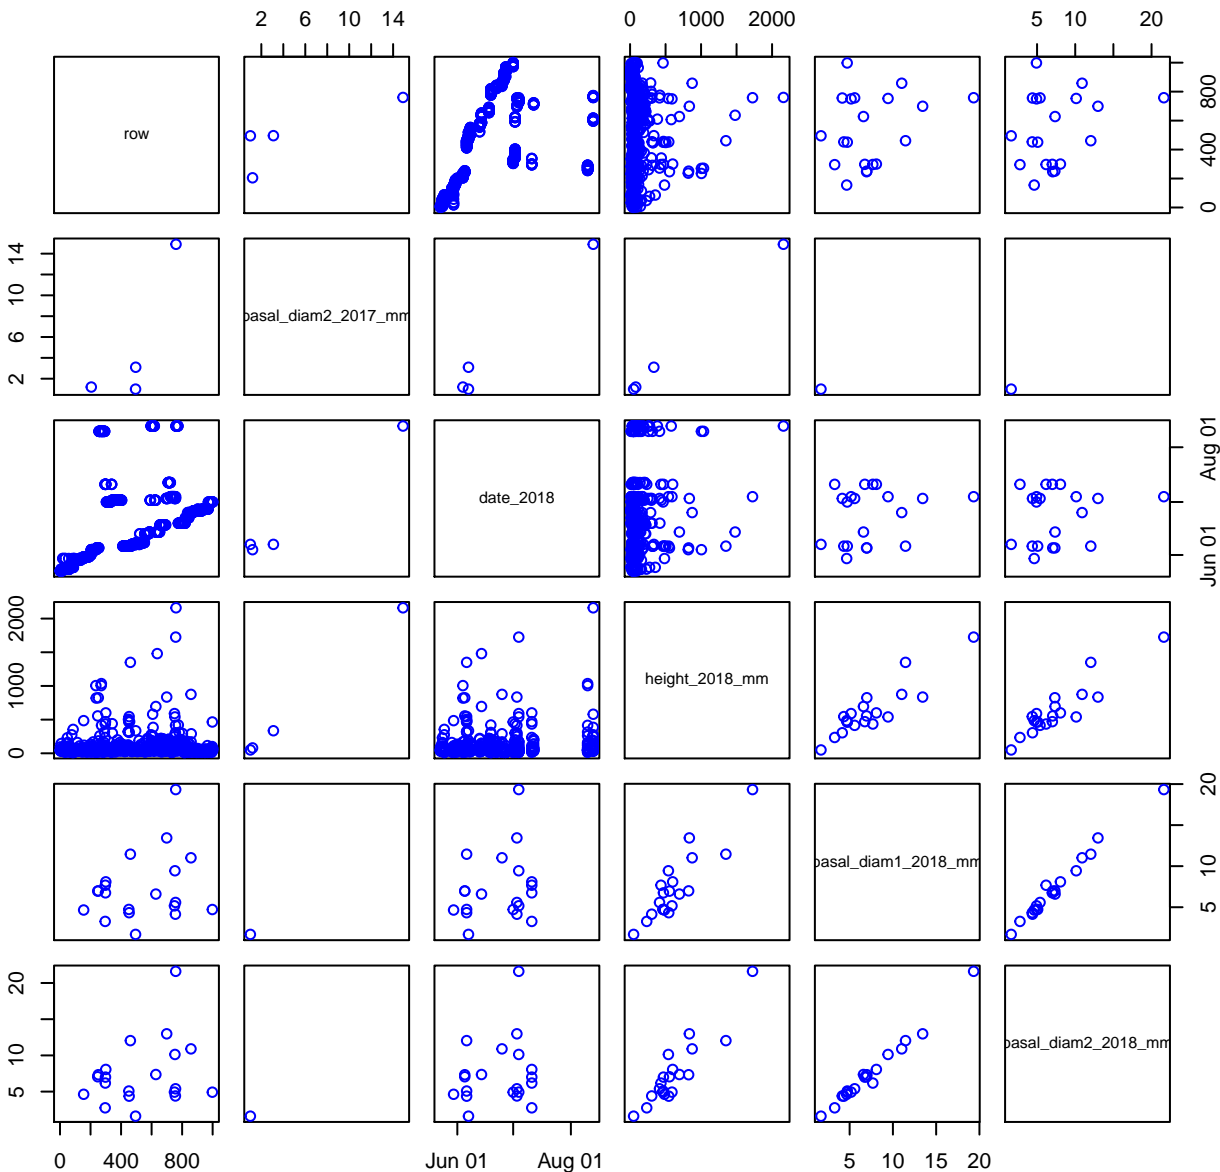 2 6 10 14 0 1000 2000 5 10 20
row 0 400 800
2 6 10 14 basal_diam2_2017_mm
date_2018 Jun 01 Aug 01
0 1000 2000 height_2018_mm
basal_diam1_2018_mm 5 10 20
5 10 20 basal_diam2_2018_mm
0 400 800 Jun 01 Aug 01 5 10 15 20